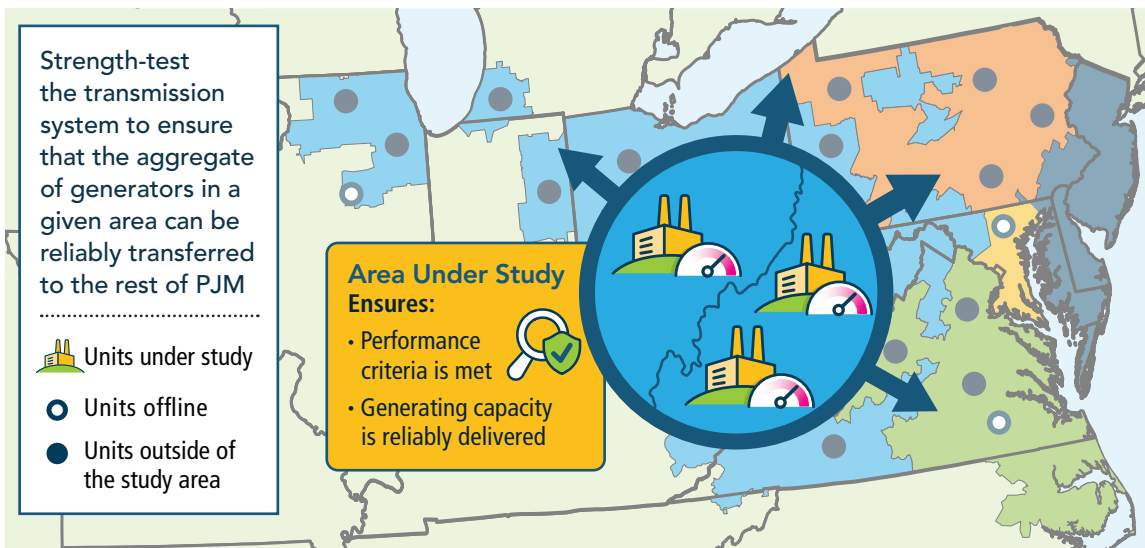 Strength-test
the transmission
system to ensure
that the aggregate
of generators in a
given area can be
reliably transferred
to the rest of PJM
Units under study
Units offline
Units outside of
the study area
Area Under Study
Ensures:
• Performance
criteria is met
• Generating capacity
is reliably delivered